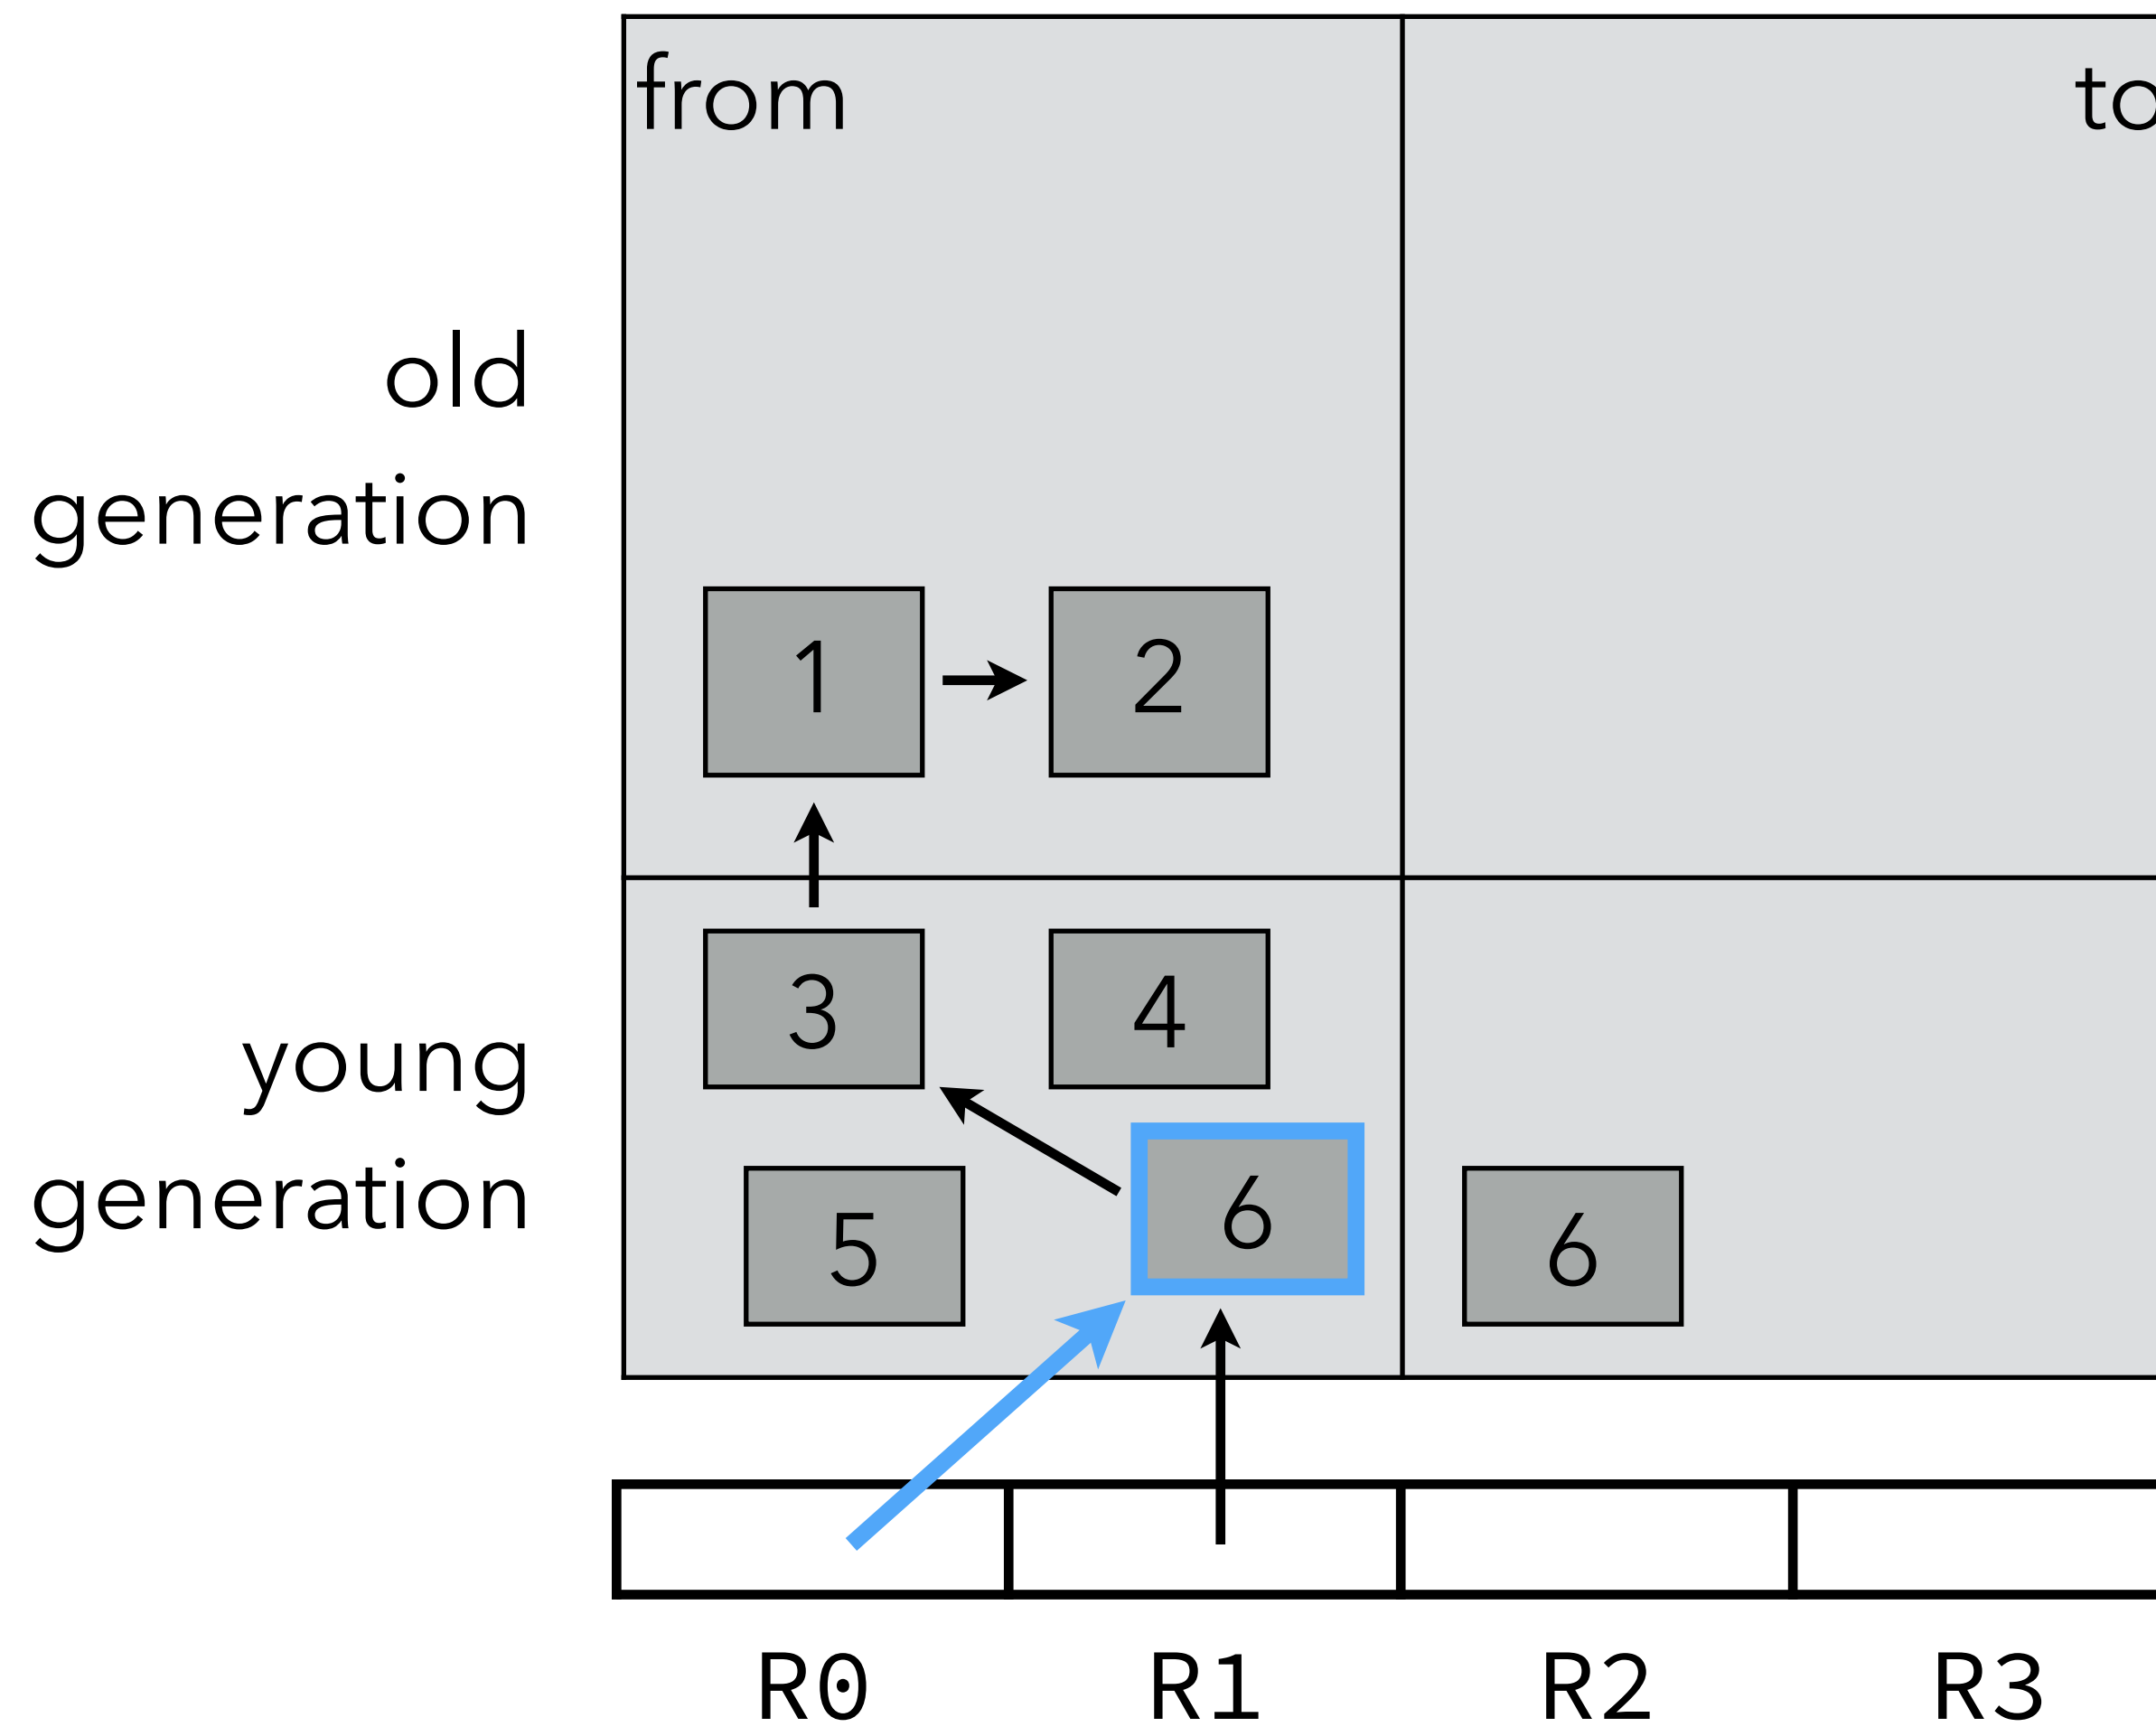 from
to
old
generation
1
2
3
4
young
generation
5
6
6
R0
R1
R2
R3